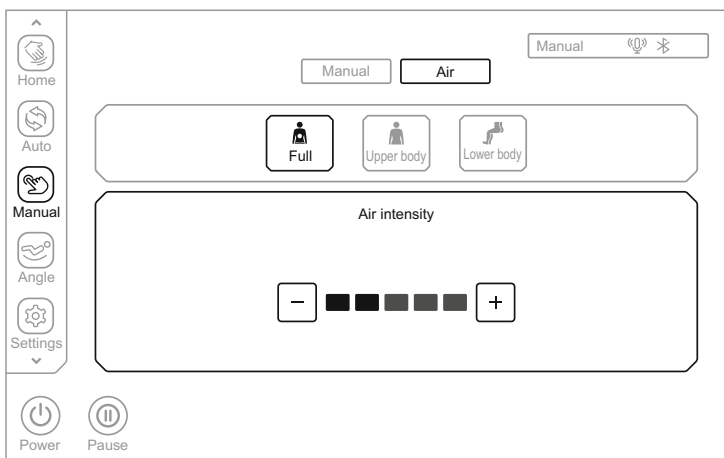 Manual
Home
Manual
Air
Auto
Full
Upper body
Lower body
Manual
Air intensity
Angle
Settings
Power
Pause